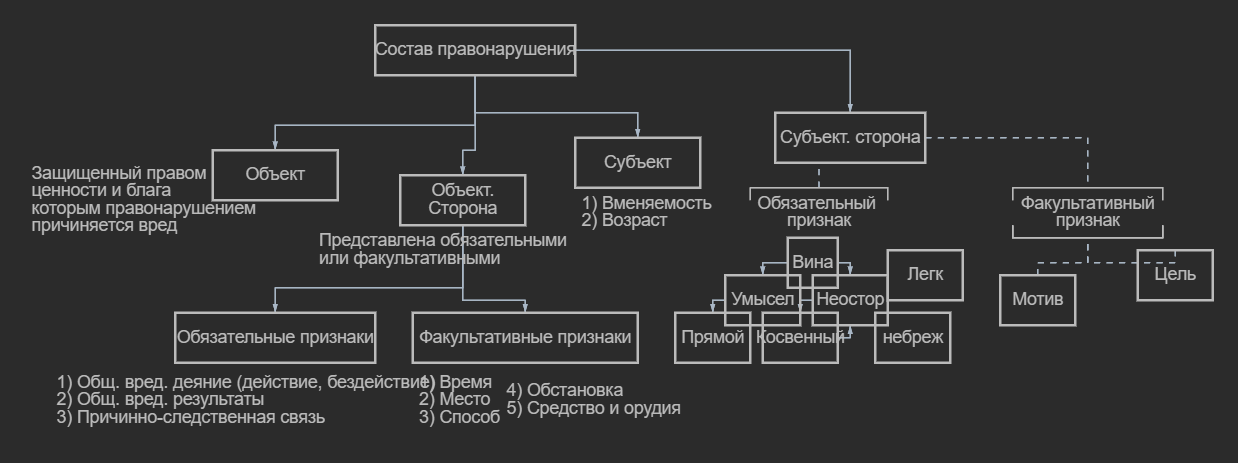 Состав правонарушения
Субъект. сторона
Объект
Защищенный правом
ценности и блага
которым правонарушением
причиняется вред
Объект.
Сторона
Представлена обязательными
или факультативными
Субъект
1) Вменяемость
2) Возраст
Обязательный
признак
Факультативный
признак
Вина
Умысел
Неостор
Легк
Прямой
Косвенный
небреж
Мотив
Цель
Обязательные признаки
1) Общ. вред. деяние (действие, бездействие)
2) Общ. вред. результаты
3) Причинно-следственная связь
Факультативные признаки
1) Время
2) Место
3) Способ
4) Обстановка
5) Средство и орудия